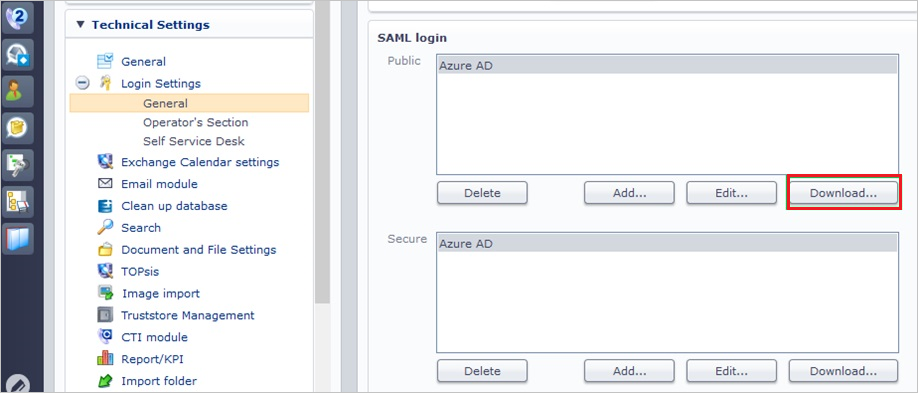 2
Technical Settings
General
Login Settings
General
Operator's Section
Self Service Desk
Exchange Calendar settings
Email module
Clean up database
Search
Document and File Settings
TOPsis
Image import
Truststore Management
CTI module
Report/KPI
Import folder
SAML login
Public
Azure AD
Delete
Add...
Edit...
Download...
Secure
Azure AD
Delete
Add...
Edit...
Download...